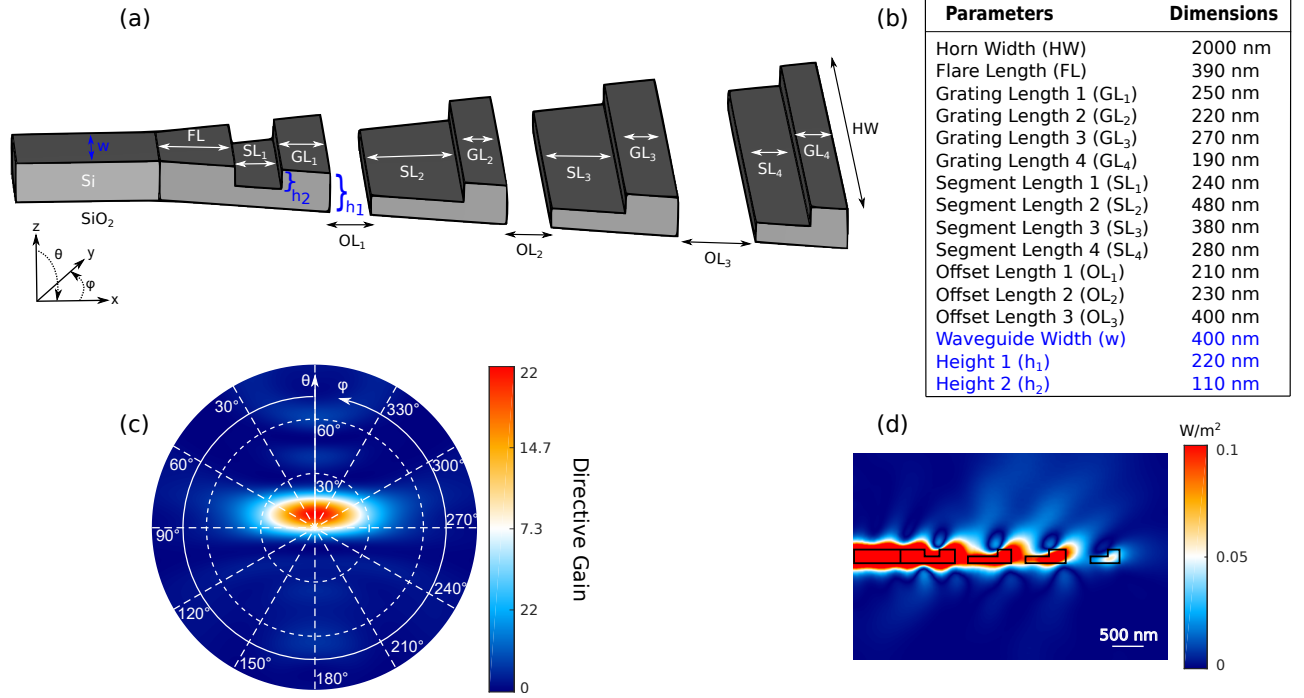 (a)
FL
w
SL₁
GL₁
Si
h₂
h₁
SiO₂
OL₁
SL₂
GL₂
OL₂
SL₃
GL₃
OL₃
SL₄
GL₄
HW
z
θ
y
φ
x
(b)
Parameters Dimensions
Horn Width (HW) 2000 nm
Flare Length (FL) 390 nm
Grating Length 1 (GL₁) 250 nm
Grating Length 2 (GL₂) 220 nm
Grating Length 3 (GL₃) 270 nm
Grating Length 4 (GL₄) 190 nm
Segment Length 1 (SL₁) 240 nm
Segment Length 2 (SL₂) 480 nm
Segment Length 3 (SL₃) 380 nm
Segment Length 4 (SL₄) 280 nm
Offset Length 1 (OL₁) 210 nm
Offset Length 2 (OL₂) 230 nm
Offset Length 3 (OL₃) 400 nm
Waveguide Width (w) 400 nm
Height 1 (h₁) 220 nm
Height 2 (h₂) 110 nm
(c)
θ
φ
30°
330°
60°
60°
300°
30°
90°
270°
120°
240°
150°
210°
180°
22
14.7
7.3
22
0
Directive Gain
(d)
W/m²
0.1
0.05
0
500 nm